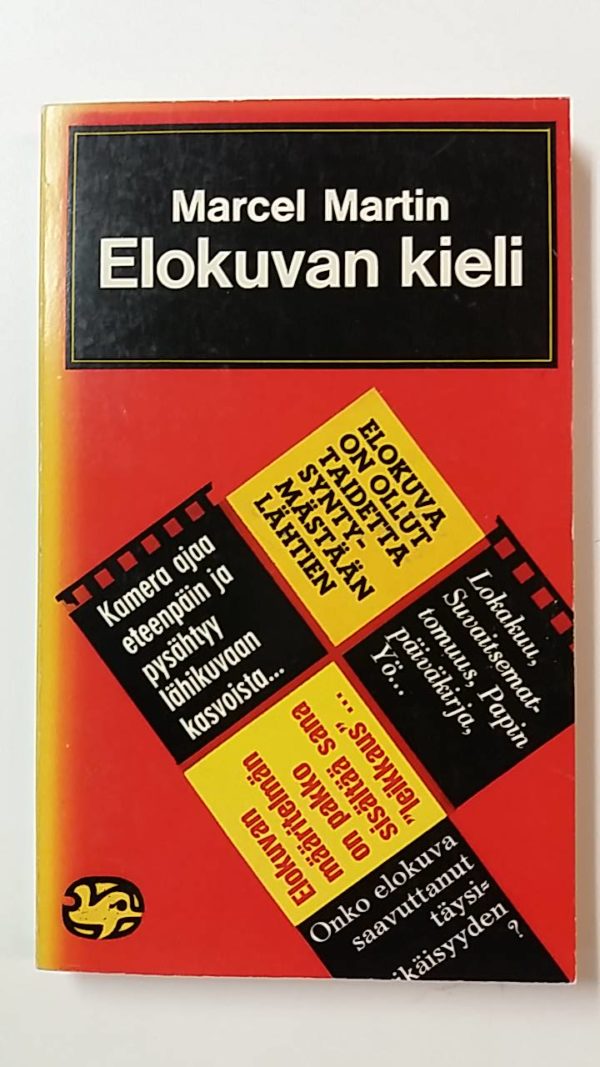 Marcel Martin
Elokuvan kieli
ELOKUVA
ON OLLUT
TAIDETTA
SYNTY-
MÄSTÄÄN
LÄHTIEN
Kamera ajaa
eteenpäin ja
pysähtyy
lähikuvaan
kasvoista...
Lokakuu,
Suvaitsemat-
tomuus, Papin
päiväkirja,
Yö...
Elokuvan
määritelmän
on pakko
sisältää sana
"leikkaus"...
Onko elokuva
saavuttanut
täysi=
ikäisyyden
?